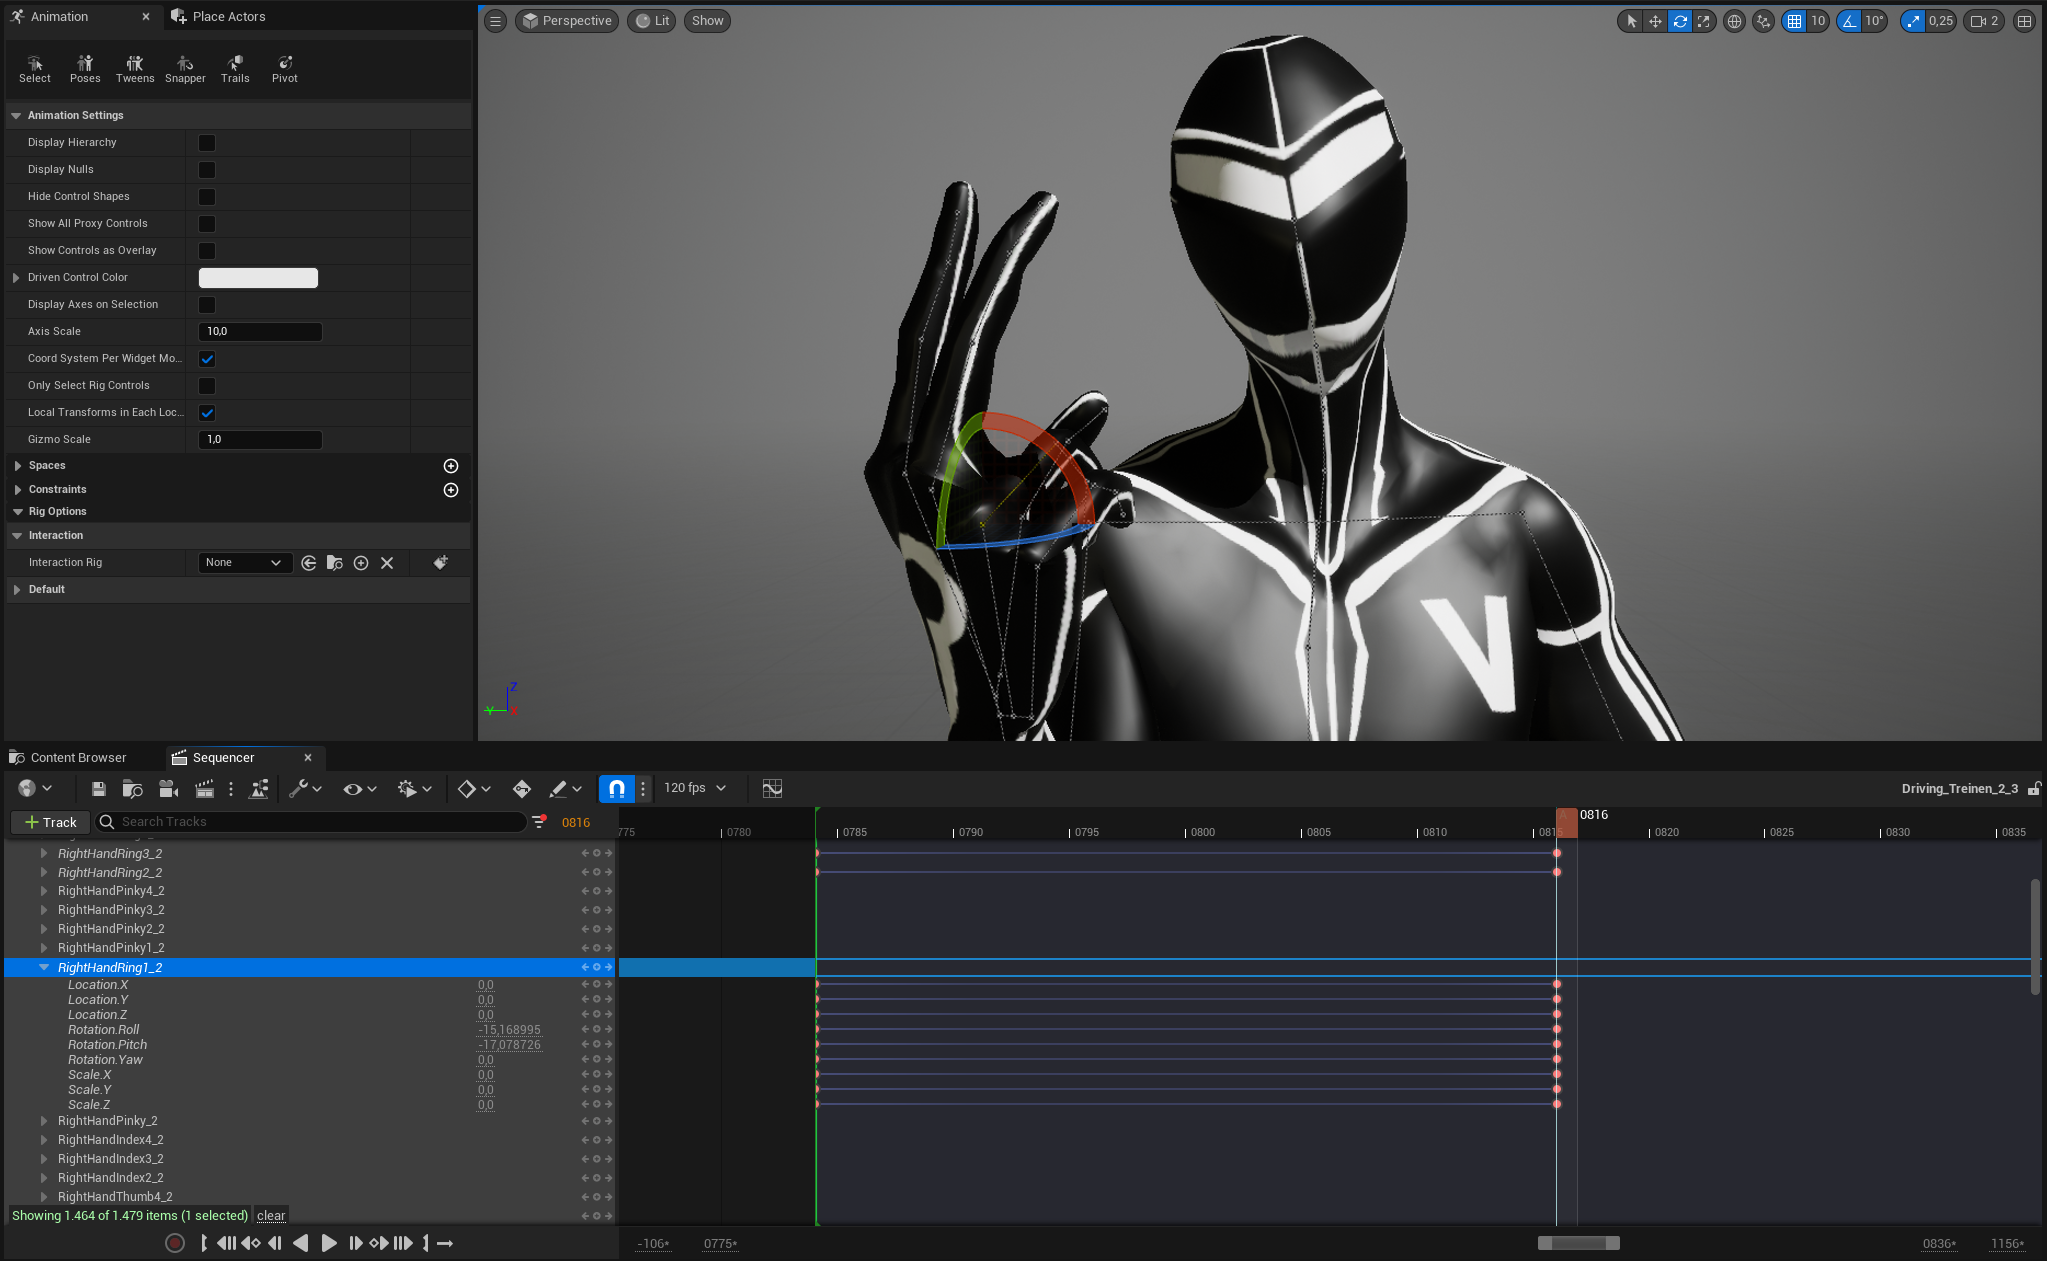 Animation
Place Actors
Perspective
Lit
Show
10
10°
0,25
2
Select
Poses
Tweens
Snapper
Trails
Pivot
Animation Settings
Display Hierarchy
Display Nulls
Hide Control Shapes
Show All Proxy Controls
Show Controls as Overlay
Driven Control Color
Display Axes on Selection
Axis Scale
10,0
Coord System Per Widget Mo...
Only Select Rig Controls
Local Transforms in Each Loc...
Gizmo Scale
1,0
Spaces
Constraints
Rig Options
Interaction
Interaction Rig
None
Default
V
Z
Y
X
Content Browser
Sequencer
120 fps
Driving_Treinen_2_3
Track
Search Tracks
0816
775
0780
0785
0790
0795
0800
0805
0810
0815
0816
0820
0825
0830
0835
RightHandRing3_2
RightHandRing2_2
RightHandPinky4_2
RightHandPinky3_2
RightHandPinky2_2
RightHandPinky1_2
RightHandRing1_2
Location.X 0,0
Location.Y 0,0
Location.Z 0,0
Rotation.Roll -15,168995
Rotation.Pitch -17,078726
Rotation.Yaw 0,0
Scale.X 0,0
Scale.Y 0,0
Scale.Z 0,0
RightHandPinky_2
RightHandIndex4_2
RightHandIndex3_2
RightHandIndex2_2
RightHandThumb4_2
Showing 1.464 of 1.479 items (1 selected) clear
-106*
0775*
0836*
1156*